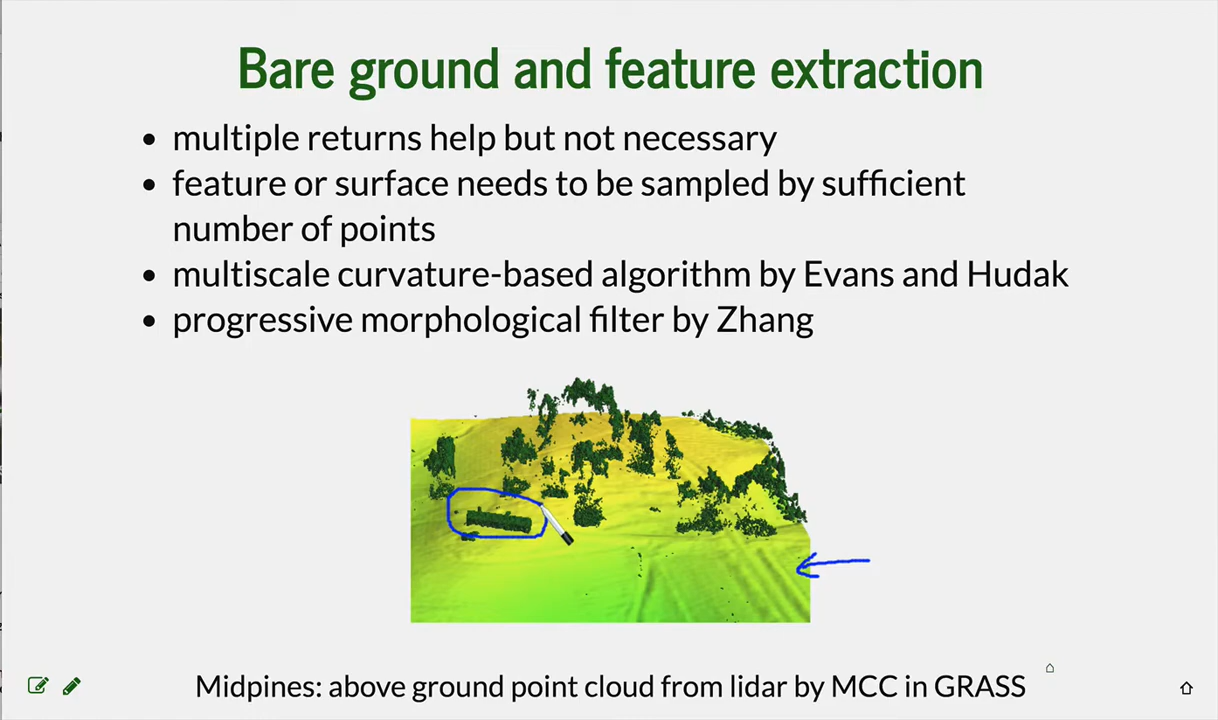 Bare ground and feature extraction
• multiple returns help but not necessary
• feature or surface needs to be sampled by sufficient
number of points
• multiscale curvature-based algorithm by Evans and Hudak
• progressive morphological filter by Zhang
Midpines: above ground point cloud from lidar by MCC in GRASS